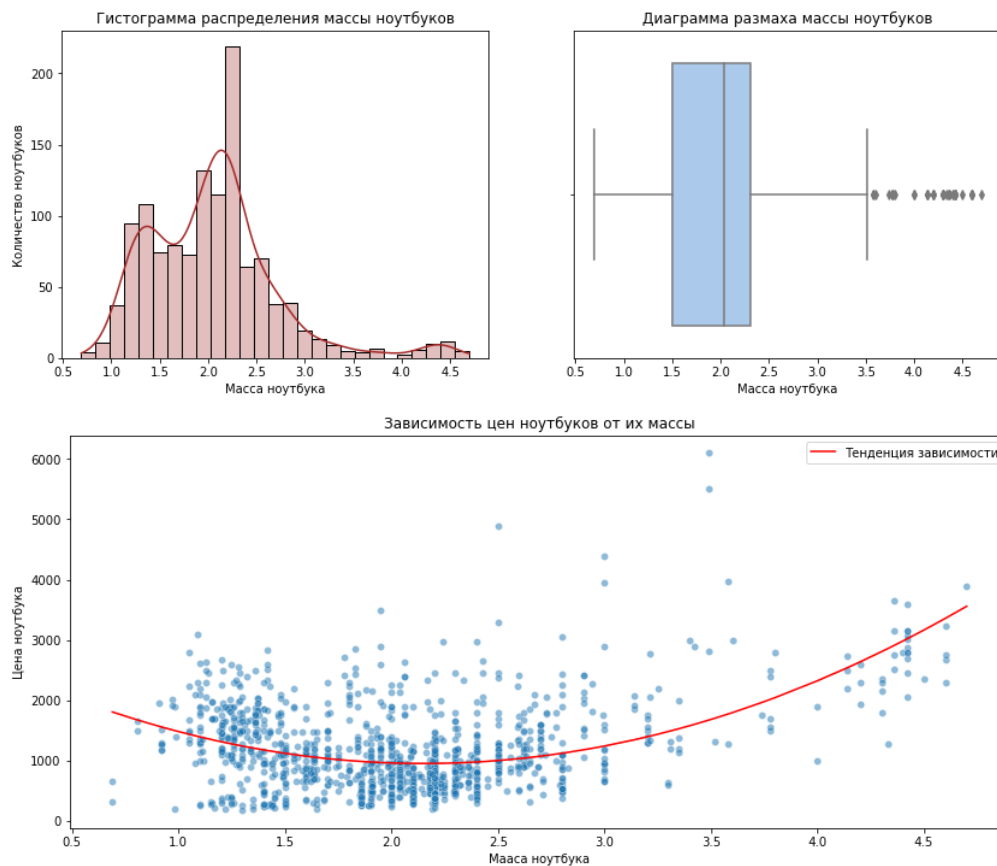 Гистограмма распределения массы ноутбуков
Количество ноутбуков
200
150
100
50
0
0.5 1.0 1.5 2.0 2.5 3.0 3.5 4.0 4.5
Масса ноутбука
Диаграмма размаха массы ноутбуков
0.5 1.0 1.5 2.0 2.5 3.0 3.5 4.0 4.5
Масса ноутбука
Зависимость цен ноутбуков от их массы
Тенденция зависимости
Цена ноутбука
6000
5000
4000
3000
2000
1000
0
0.5 1.0 1.5 2.0 2.5 3.0 3.5 4.0 4.5
Мааса ноутбука